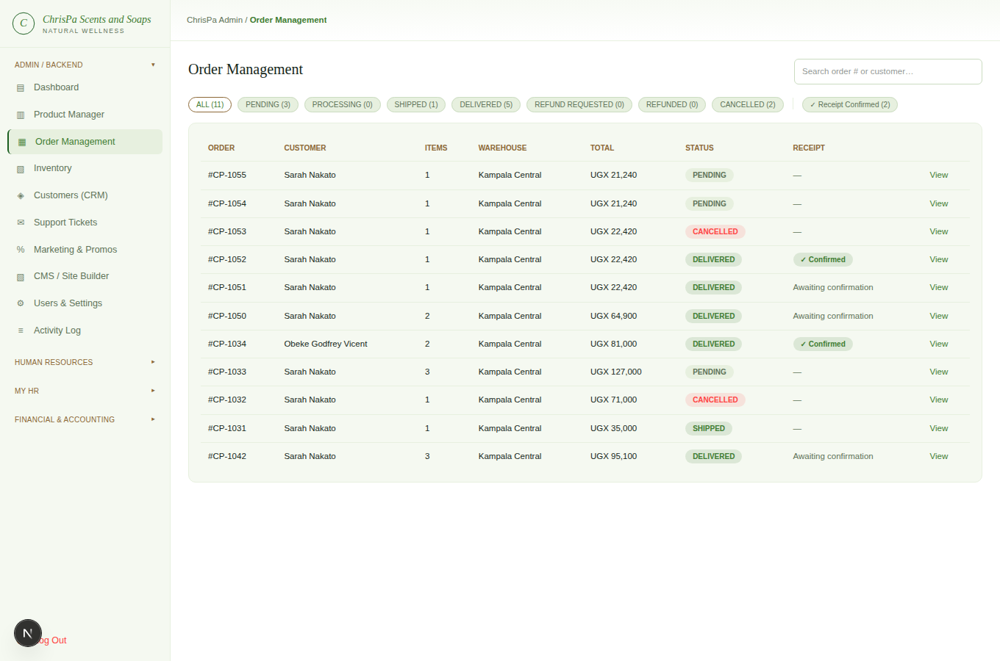 C
ChrisPa Scents and Soaps
NATURAL WELLNESS
ADMIN / BACKEND
Dashboard
Product Manager
Order Management
Inventory
Customers (CRM)
Support Tickets
% Marketing & Promos
CMS / Site Builder
Users & Settings
Activity Log
HUMAN RESOURCES
MY HR
FINANCIAL & ACCOUNTING
N
og Out
ChrisPa Admin / Order Management
Order Management
Search order # or customer…
ALL (11) PENDING (3) PROCESSING (0) SHIPPED (1) DELIVERED (5) REFUND REQUESTED (0) REFUNDED (0) CANCELLED (2) ✓ Receipt Confirmed (2)
ORDER CUSTOMER ITEMS WAREHOUSE TOTAL STATUS RECEIPT
#CP-1055 Sarah Nakato 1 Kampala Central UGX 21,240 PENDING — View
#CP-1054 Sarah Nakato 1 Kampala Central UGX 21,240 PENDING — View
#CP-1053 Sarah Nakato 1 Kampala Central UGX 22,420 CANCELLED — View
#CP-1052 Sarah Nakato 1 Kampala Central UGX 22,420 DELIVERED ✓ Confirmed View
#CP-1051 Sarah Nakato 1 Kampala Central UGX 22,420 DELIVERED Awaiting confirmation View
#CP-1050 Sarah Nakato 2 Kampala Central UGX 64,900 DELIVERED Awaiting confirmation View
#CP-1034 Obeke Godfrey Vicent 2 Kampala Central UGX 81,000 DELIVERED ✓ Confirmed View
#CP-1033 Sarah Nakato 3 Kampala Central UGX 127,000 PENDING — View
#CP-1032 Sarah Nakato 1 Kampala Central UGX 71,000 CANCELLED — View
#CP-1031 Sarah Nakato 1 Kampala Central UGX 35,000 SHIPPED — View
#CP-1042 Sarah Nakato 3 Kampala Central UGX 95,100 DELIVERED Awaiting confirmation View